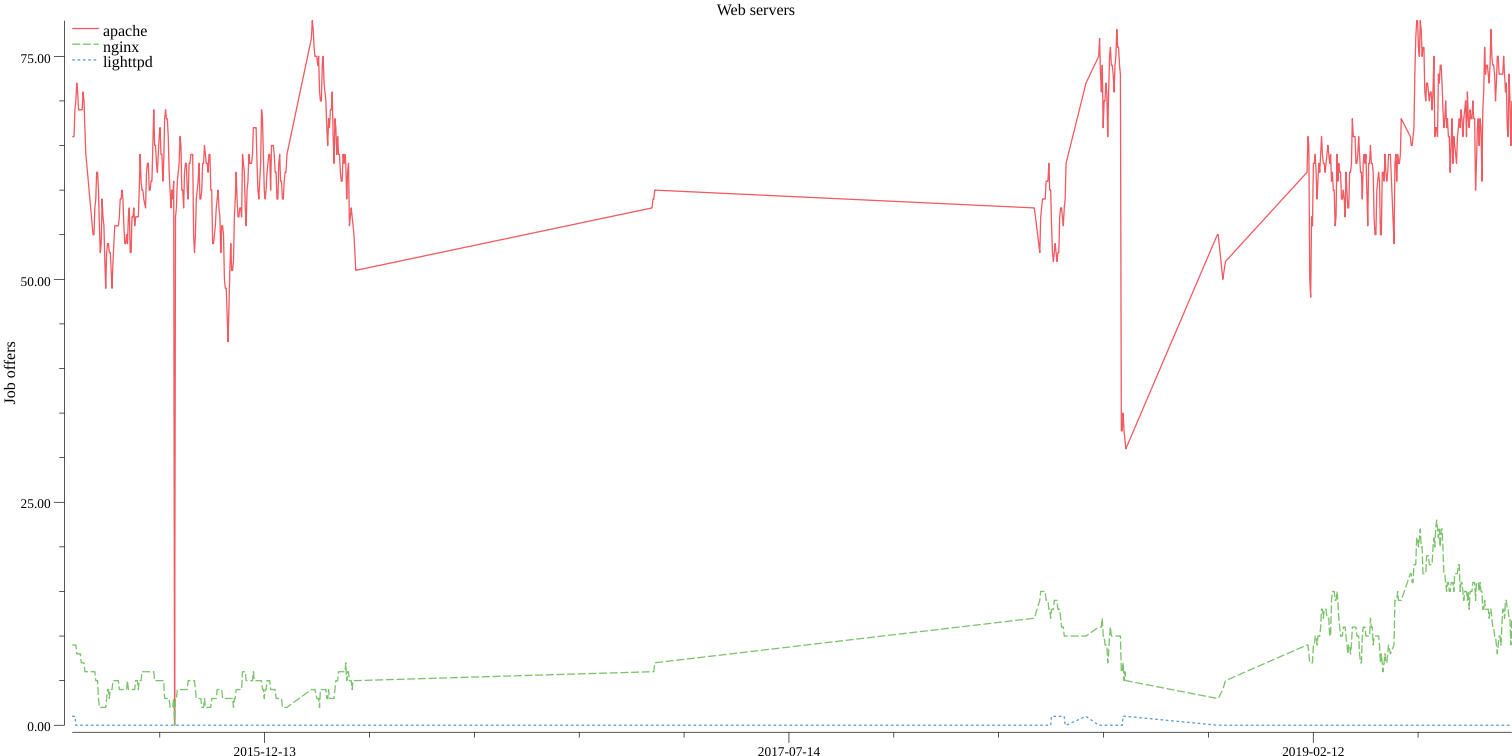 Web servers
apache
nginx
lighttpd
75.00
50.00
Job offers
25.00
0.00
2015-12-13
2017-07-14
2019-02-12